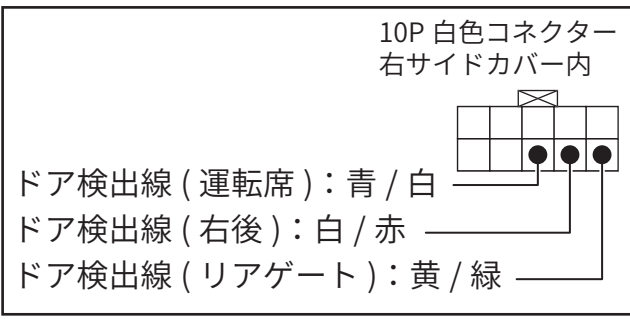 10P 白色コネクター
右サイドカバー内
ドア検出線 ( 運転席 )：青 / 白
ドア検出線 ( 右後 )：白 / 赤
ドア検出線 ( リアゲート )：黄 / 緑